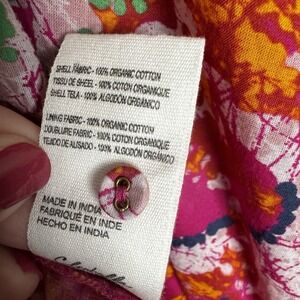 SHELL FABRIC - 100% ORGANIC COTTON
TISSU DE SHELL - 100% COTON ORGANIQUE
SHELL TELA - 100% ALGODÓN ORGÁNICO
LINING FABRIC - 100% ORGANIC COTTON
DOUBLURE FABRIC - 100% COTON ORGANIQUE
TEJIDO DE ALISADO - 100% ALGODÓN ORGÁNICO
MADE IN INDIA
FABRIQUÉ EN INDE
HECHO EN INDIA